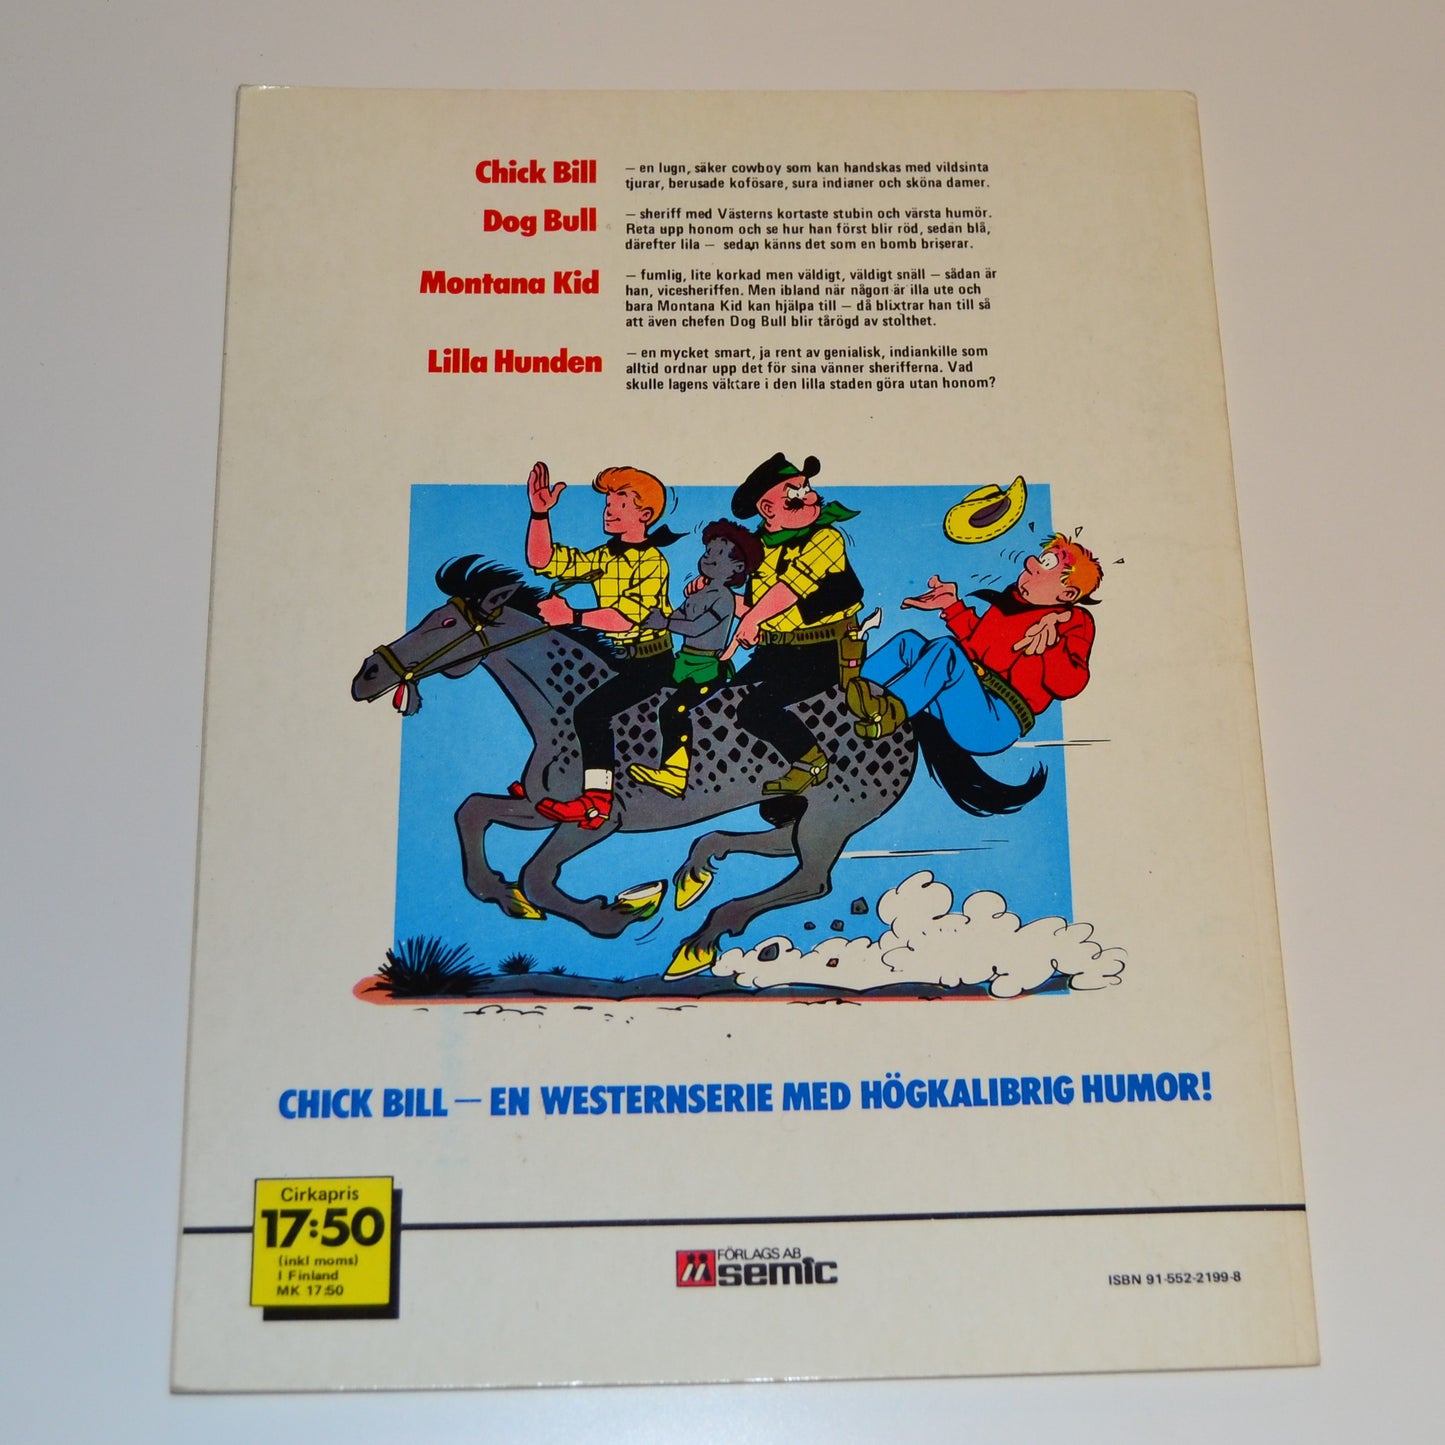 Chick Bill – en lugn, säker cowboy som kan handskas med vildsinta
tjurar, berusade kofösare, sura indianer och sköna damer.
Dog Bull – sheriff med Västerns kortaste stubin och värsta humör.
Reta upp honom och se hur han först blir röd, sedan blå,
därefter lila – sedan känns det som en bomb briserar.
Montana Kid – fumlig, lite korkad men väldigt, väldigt snäll – sådan är
han, vicesheriffen. Men ibland när någon är illa ute och
bara Montana Kid kan hjälpa till – då blixtrar han till så
att även chefen Dog Bull blir tårögd av stolthet.
Lilla Hunden – en mycket smart, ja rent av genialisk, indiankille som
alltid ordnar upp det för sina vänner sherifferna. Vad
skulle lagens väktare i den lilla staden göra utan honom?
CHICK BILL – EN WESTERNSERIE MED HÖGKALIBRIG HUMOR!
Cirkapris
17:50
(inkl moms)
I Finland
MK 17:50
FÖRLAGS AB
semic
ISBN 91-552-2199-8